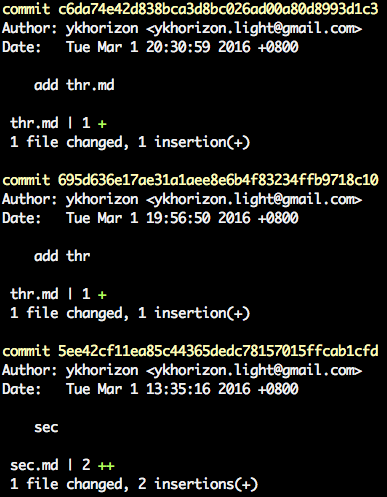 commit c6da74e42d838bca3d8bc026ad00a80d8993d1c3
Author: ykhorizon <ykhorizon.light@gmail.com>
Date:   Tue Mar 1 20:30:59 2016 +0800
add thr.md
thr.md | 1 +
1 file changed, 1 insertion(+)
commit 695d636e17ae31a1aee8e6b4f83234ffb9718c10
Author: ykhorizon <ykhorizon.light@gmail.com>
Date:   Tue Mar 1 19:56:50 2016 +0800
add thr
thr.md | 1 +
1 file changed, 1 insertion(+)
commit 5ee42cf11ea85c44365dedc78157015ffcab1cfd
Author: ykhorizon <ykhorizon.light@gmail.com>
Date:   Tue Mar 1 13:35:16 2016 +0800
sec
sec.md | 2 ++
1 file changed, 2 insertions(+)